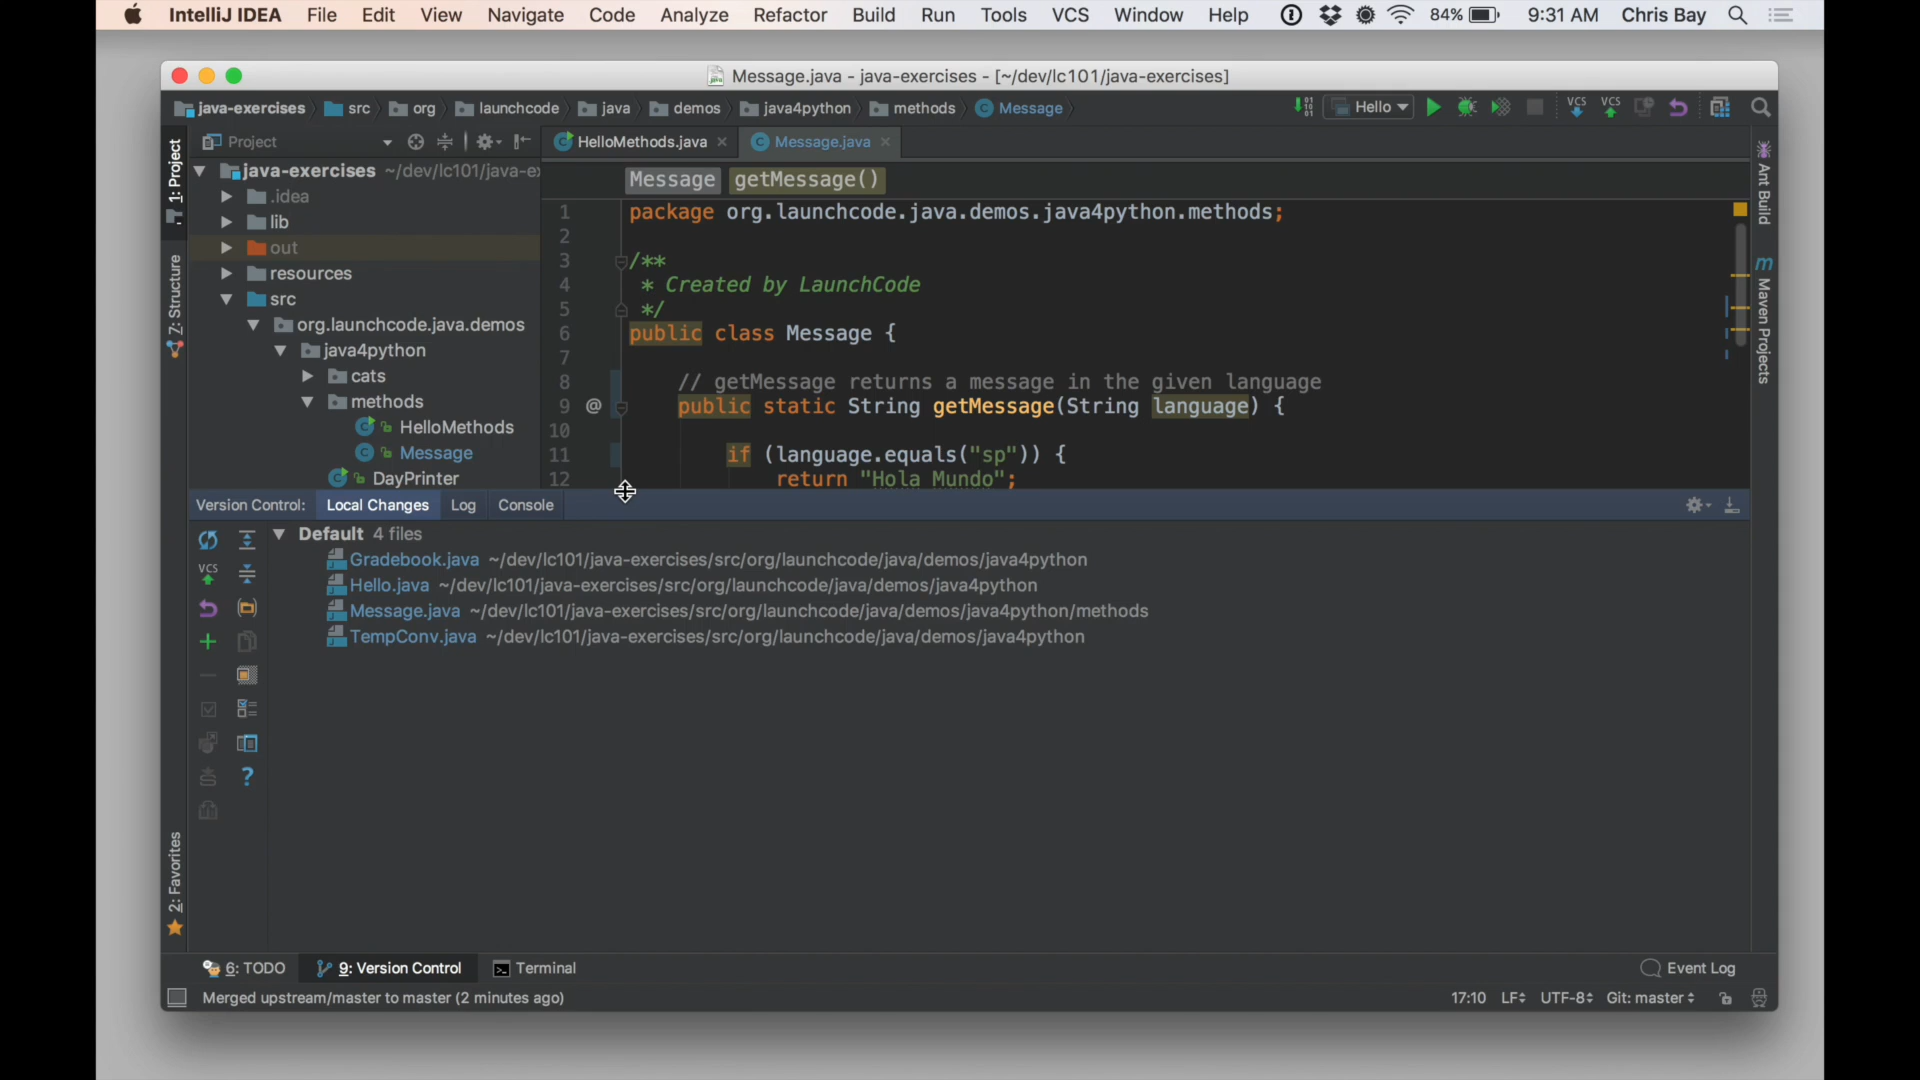 IntelliJ IDEA File Edit View Navigate Code Analyze Refactor Build Run Tools VCS Window Help 84% 9:31 AM Chris Bay
Message.java - java-exercises - [~/dev/lc101/java-exercises]
java-exercises src org launchcode java demos java4python methods Message Hello VCS VCS
1: Project
Project
HelloMethods.java
Message.java
java-exercises ~/dev/lc101/java-ex
.idea
lib
out
resources
src
org.launchcode.java.demos
java4python
cats
methods
HelloMethods
Message
DayPrinter
Z: Structure
Message getMessage()
1 package org.launchcode.java.demos.java4python.methods;
2
3 /**
4 * Created by LaunchCode
5 */
6 public class Message {
7
8 // getMessage returns a message in the given language
9 @ public static String getMessage(String language) {
10
11 if (language.equals("sp")) {
12 return "Hola Mundo";
Ant Build
m
Maven Projects
Version Control: Local Changes Log Console
VCS
Default 4 files
Gradebook.java ~/dev/lc101/java-exercises/src/org/launchcode/java/demos/java4python
Hello.java ~/dev/lc101/java-exercises/src/org/launchcode/java/demos/java4python
Message.java ~/dev/lc101/java-exercises/src/org/launchcode/java/demos/java4python/methods
TempConv.java ~/dev/lc101/java-exercises/src/org/launchcode/java/demos/java4python
?
2: Favorites
6: TODO 9: Version Control Terminal Event Log
Merged upstream/master to master (2 minutes ago) 17:10 LF UTF-8 Git: master